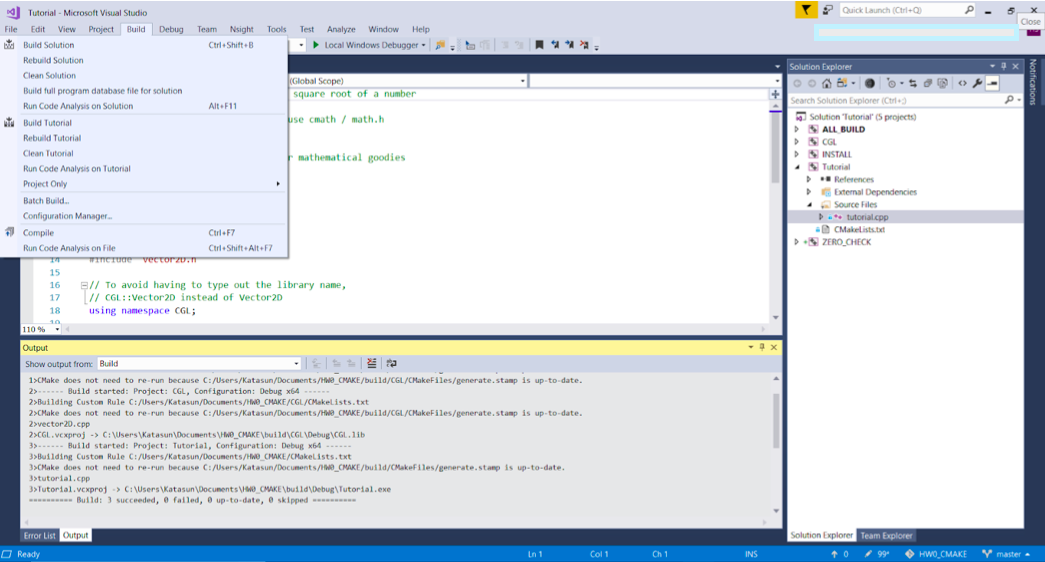 Tutorial - Microsoft Visual Studio
Quick Launch (Ctrl+Q)
Close
File Edit View Project Build Debug Team Nsight Tools Test Analyze Window Help
Local Windows Debugger
Build Solution Ctrl+Shift+B
Rebuild Solution
Clean Solution
Build full program database file for solution
Run Code Analysis on Solution Alt+F11
Build Tutorial
Rebuild Tutorial
Clean Tutorial
Run Code Analysis on Tutorial
Project Only
Batch Build...
Configuration Manager...
Compile Ctrl+F7
Run Code Analysis on File Ctrl+Shift+Alt+F7
(Global Scope)
square root of a number
use cmath / math.h
r mathematical goodies
14 #include "vector2D.h"
15
16 // To avoid having to type out the library name,
17 // CGL::Vector2D instead of Vector2D
18 using namespace CGL;
19
110 %
Output
Show output from: Build
1>CMake does not need to re-run because C:/Users/Katasun/Documents/HW0_CMAKE/build/CGL/CMakeFiles/generate.stamp is up-to-date.
2>------ Build started: Project: CGL, Configuration: Debug x64 ------
2>Building Custom Rule C:/Users/Katasun/Documents/HW0_CMAKE/CGL/CMakeLists.txt
2>CMake does not need to re-run because C:/Users/Katasun/Documents/HW0_CMAKE/build/CGL/CMakeFiles/generate.stamp is up-to-date.
2>vector2D.cpp
2>CGL.vcxproj -> C:\Users\Katasun\Documents\HW0_CMAKE\build\CGL\Debug\CGL.lib
3>------ Build started: Project: Tutorial, Configuration: Debug x64 ------
3>Building Custom Rule C:/Users/Katasun/Documents/HW0_CMAKE/CMakeLists.txt
3>CMake does not need to re-run because C:/Users/Katasun/Documents/HW0_CMAKE/build/CMakeFiles/generate.stamp is up-to-date.
3>tutorial.cpp
3>Tutorial.vcxproj -> C:\Users\Katasun\Documents\HW0_CMAKE\build\Debug\Tutorial.exe
========== Build: 3 succeeded, 0 failed, 0 up-to-date, 0 skipped ==========
Error List Output
Solution Explorer
Search Solution Explorer (Ctrl+;)
Solution 'Tutorial' (5 projects)
ALL_BUILD
CGL
INSTALL
Tutorial
References
External Dependencies
Source Files
tutorial.cpp
CMakeLists.txt
ZERO_CHECK
Solution Explorer Team Explorer
Notifications
Ready Ln 1 Col 1 Ch 1 INS 0 99* HW0_CMAKE master